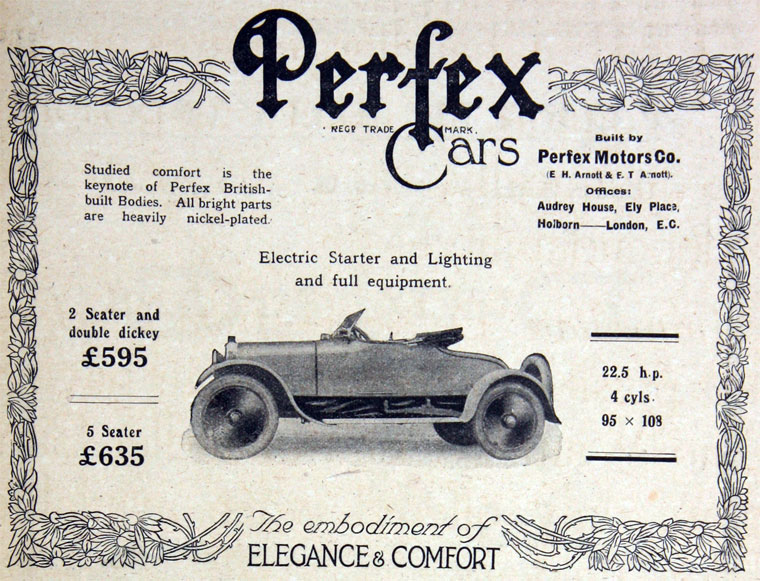 Perfex
REGD TRADE MARK.
Cars
Built by
Perfex Motors Co.
(E. H. Arnott & F. T Arnott).
Offices:
Audrey House, Ely Place,
Holborn——London, E.C.
Studied comfort is the
keynote of Perfex British-
built Bodies. All bright parts
are heavily nickel-plated.
Electric Starter and Lighting
and full equipment.
2 Seater and
double dickey
£595
5 Seater
£635
22.5 h.p.
4 cyls.
95 × 108
The embodiment of
ELEGANCE & COMFORT